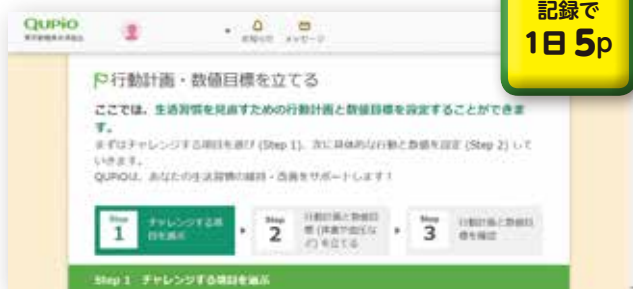 記録で
1日5p
QUPiO
お知らせ メッセージ
行動計画・数値目標を立てる
ここでは、生活習慣を見直すための行動計画と数値目標を設定することができま
す。
まずはチャレンジする項目を選び (Step 1)、次に具体的な行動と数値を設定 (Step 2) して
いきます。
QUPiOは、あなたの生活習慣の維持・改善をサポートします！
Step 1 チャレンジする項目を選ぶ
Step 2 行動計画と数値目標 (体重や血圧など) を立てる
Step 3 行動計画と数値目標を確認
Step 1 チャレンジする項目を選ぶ